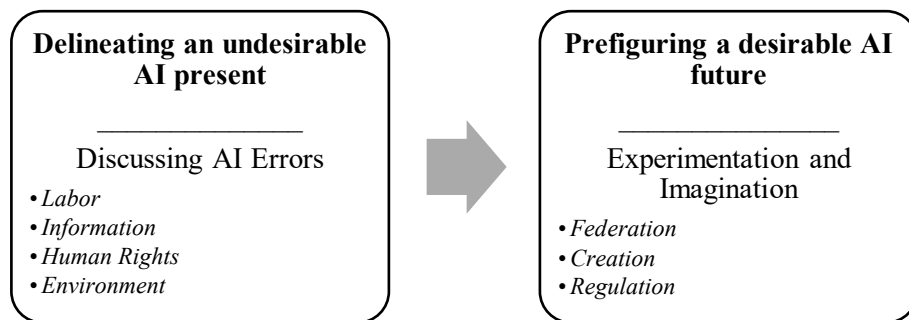 Delineating an undesirable
AI present
Discussing AI Errors
• Labor
• Information
• Human Rights
• Environment
Prefiguring a desirable AI
future
Experimentation and
Imagination
• Federation
• Creation
• Regulation